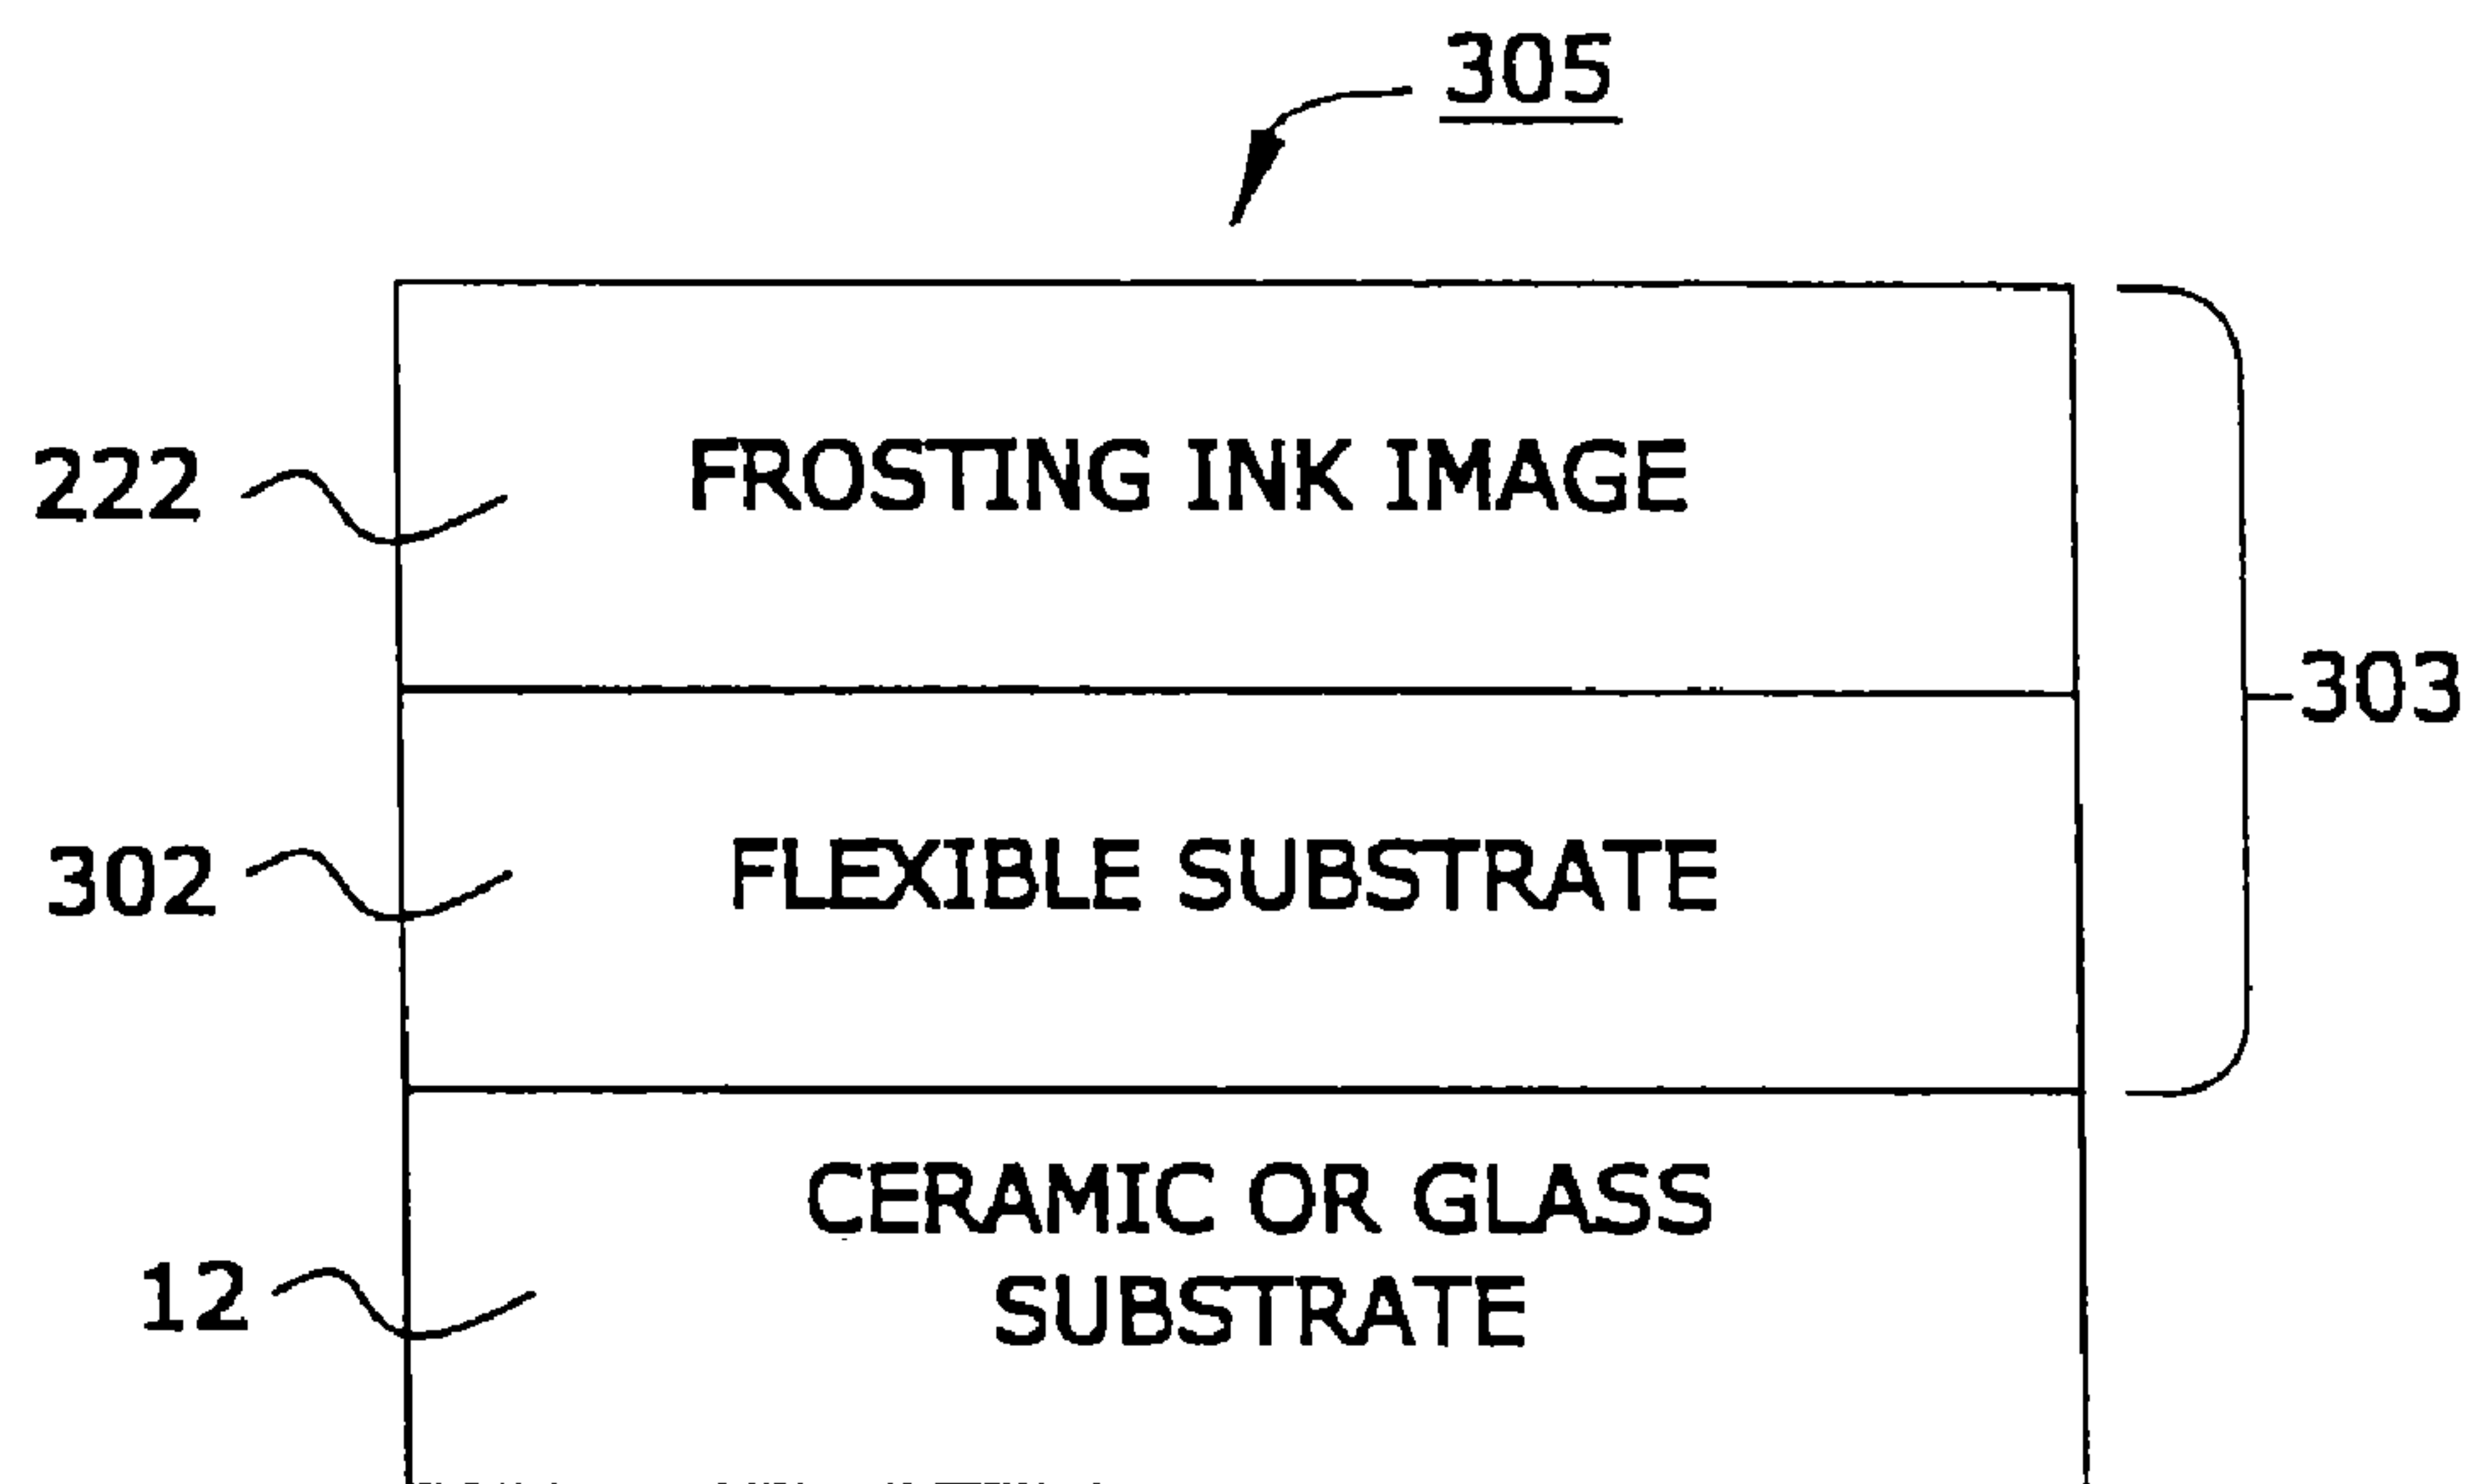 305
222
FROSTING INK IMAGE
303
302
FLEXIBLE SUBSTRATE
CERAMIC OR GLASS
12
SUBSTRATE